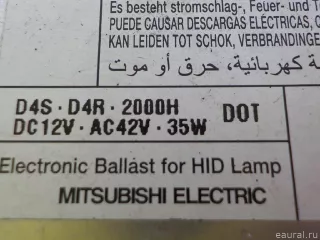 Es besteht stromschlag-, Feuer- und
PUEDE CAUSAR DESCARGAS ELÉCTRICAS,
KAN LEIDEN TOT SCHOK, VERBRANDING
كهربائية، حرق أو موت
D4S · D4R · 2000H DOT
DC12V · AC42V · 35W
Electronic Ballast for HID Lamp
MITSUBISHI ELECTRIC
eaural.ru